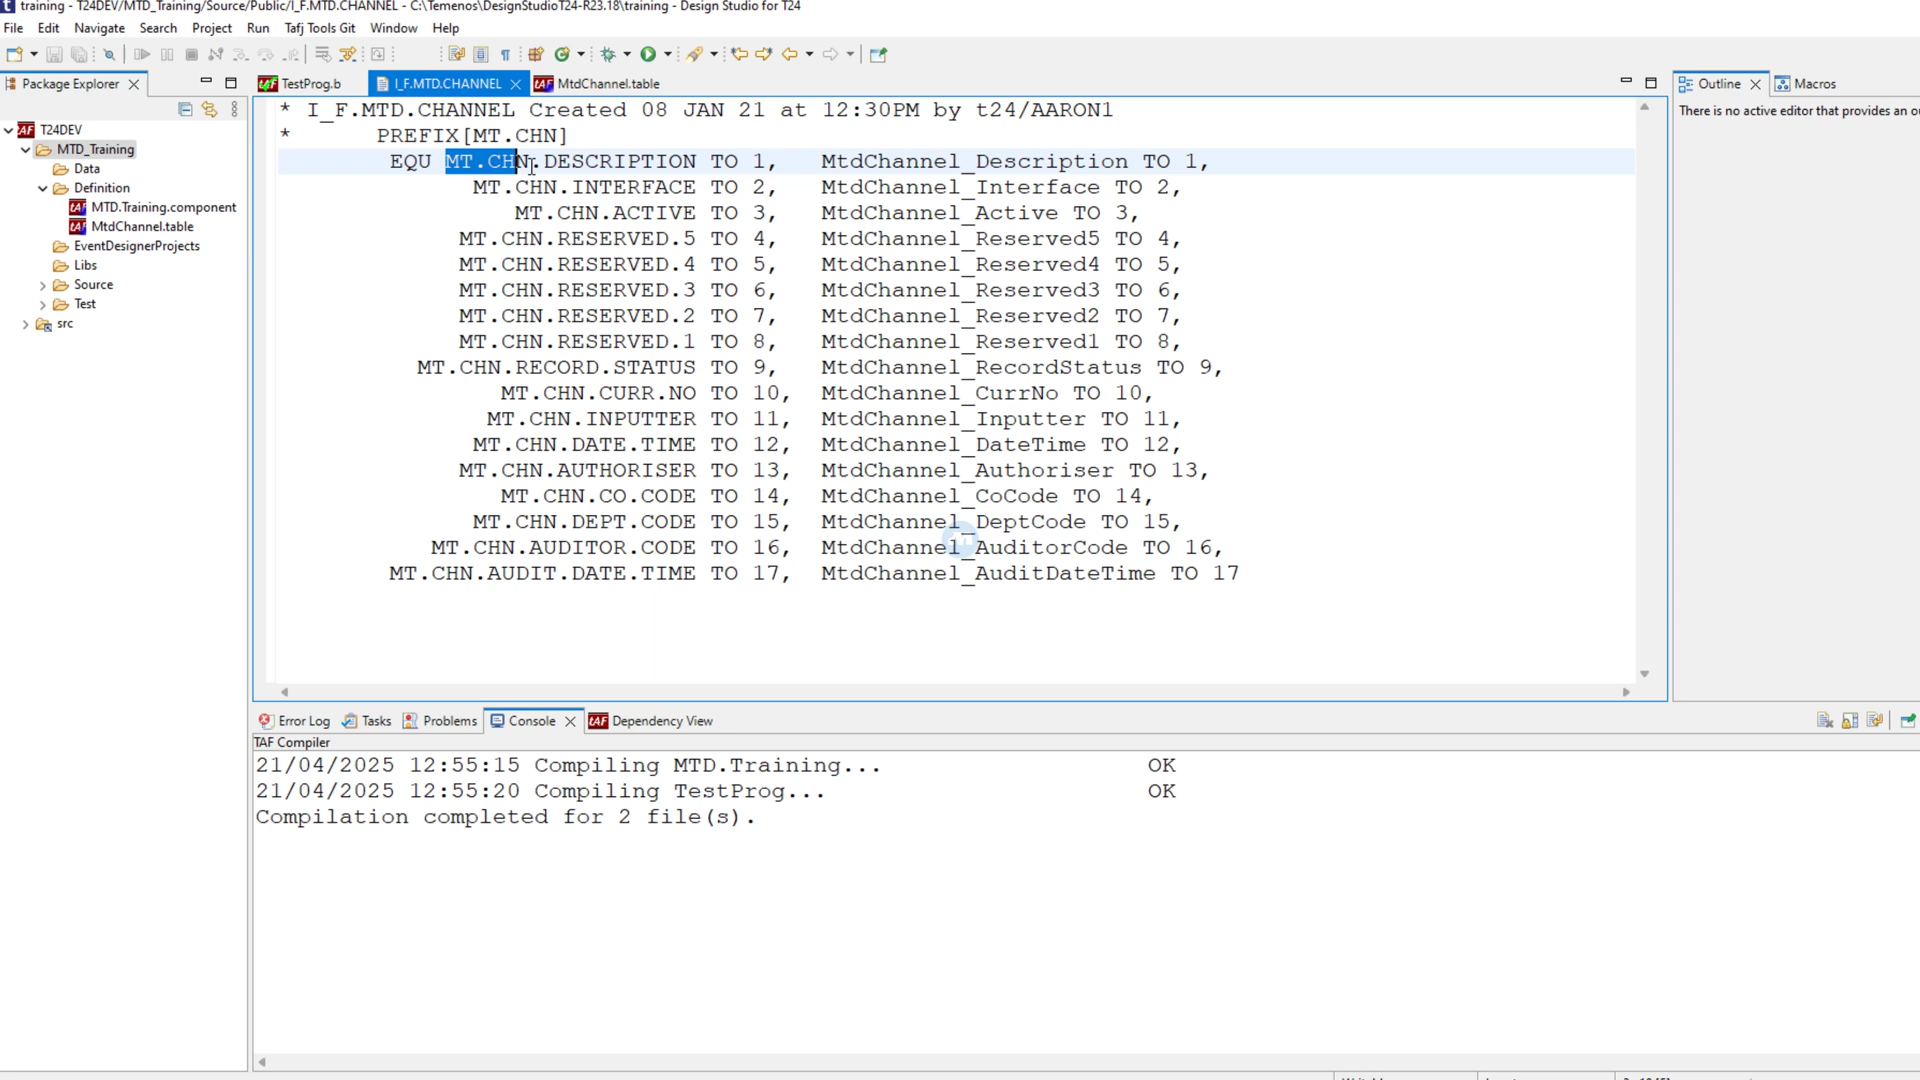 training - T24DEV/MTD_Training/Source/Public/I_F.MTD.CHANNEL - C:\Temenos\DesignStudioT24-R23.18\training - Design Studio for T24
File Edit Navigate Search Project Run Tafj Tools Git Window Help
Package Explorer
TestProg.b I_F.MTD.CHANNEL MtdChannel.table
Outline Macros
There is no active editor that provides an
T24DEV
MTD_Training
Data
Definition
MTD.Training.component
MtdChannel.table
EventDesignerProjects
Libs
Source
Test
src
* I_F.MTD.CHANNEL Created 08 JAN 21 at 12:30PM by t24/AARON1
* PREFIX[MT.CHN]
EQU MT.CHN.DESCRIPTION TO 1, MtdChannel_Description TO 1,
MT.CHN.INTERFACE TO 2, MtdChannel_Interface TO 2,
MT.CHN.ACTIVE TO 3, MtdChannel_Active TO 3,
MT.CHN.RESERVED.5 TO 4, MtdChannel_Reserved5 TO 4,
MT.CHN.RESERVED.4 TO 5, MtdChannel_Reserved4 TO 5,
MT.CHN.RESERVED.3 TO 6, MtdChannel_Reserved3 TO 6,
MT.CHN.RESERVED.2 TO 7, MtdChannel_Reserved2 TO 7,
MT.CHN.RESERVED.1 TO 8, MtdChannel_Reserved1 TO 8,
MT.CHN.RECORD.STATUS TO 9, MtdChannel_RecordStatus TO 9,
MT.CHN.CURR.NO TO 10, MtdChannel_CurrNo TO 10,
MT.CHN.INPUTTER TO 11, MtdChannel_Inputter TO 11,
MT.CHN.DATE.TIME TO 12, MtdChannel_DateTime TO 12,
MT.CHN.AUTHORISER TO 13, MtdChannel_Authoriser TO 13,
MT.CHN.CO.CODE TO 14, MtdChannel_CoCode TO 14,
MT.CHN.DEPT.CODE TO 15, MtdChannel_DeptCode TO 15,
MT.CHN.AUDITOR.CODE TO 16, MtdChannel_AuditorCode TO 16,
MT.CHN.AUDIT.DATE.TIME TO 17, MtdChannel_AuditDateTime TO 17
Error Log Tasks Problems Console Dependency View
TAF Compiler
21/04/2025 12:55:15 Compiling MTD.Training... OK
21/04/2025 12:55:20 Compiling TestProg... OK
Compilation completed for 2 file(s).